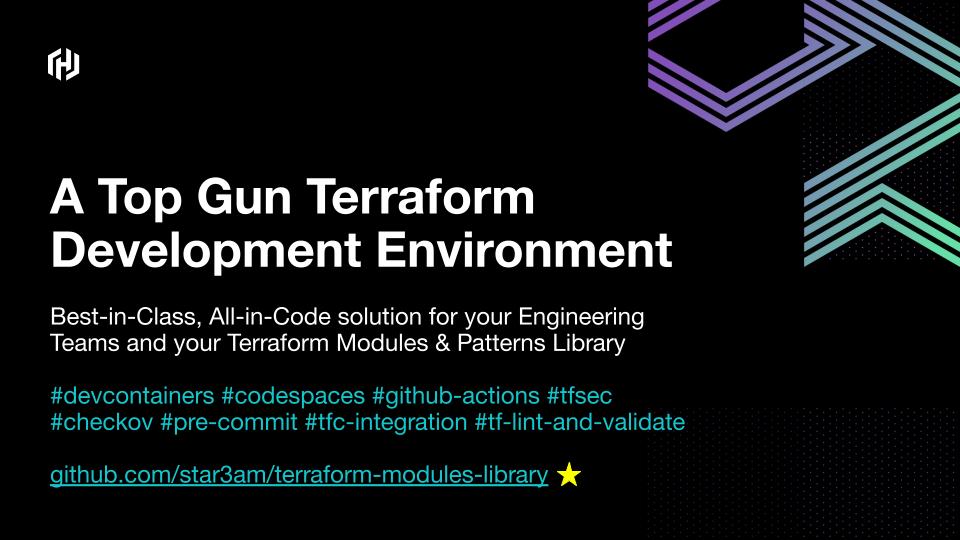 A Top Gun Terraform
Development Environment
Best-in-Class, All-in-Code solution for your Engineering
Teams and your Terraform Modules & Patterns Library
#devcontainers #codespaces #github-actions #tfsec
#checkov #pre-commit #tfc-integration #tf-lint-and-validate
github.com/star3am/terraform-modules-library